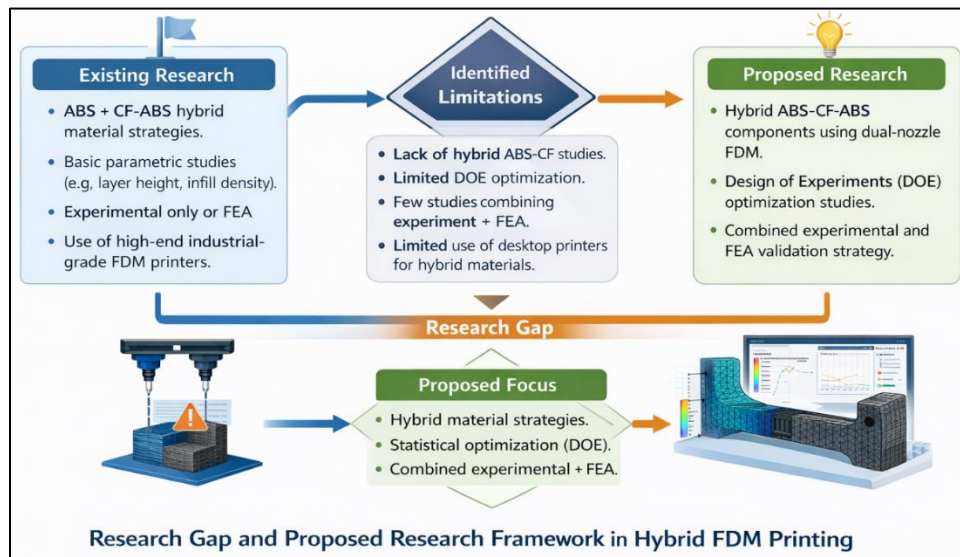 Existing Research
• ABS + CF-ABS hybrid
material strategies.
• Basic parametric studies
(e.g, layer height, infill density).
• Experimental only or FEA
• Use of high-end industrial-
grade FDM printers.
Identified
Limitations
• Lack of hybrid ABS-CF studies.
• Limited DOE optimization.
• Few studies combining
experiment + FEA.
• Limited use of desktop printers
for hybrid materials.
Proposed Research
• Hybrid ABS-CF-ABS
components using dual-nozzle
FDM.
• Design of Experiments (DOE)
optimization studies.
• Combined experimental and
FEA validation strategy.
Research Gap
Proposed Focus
• Hybrid material strategies.
• Statistical optimization (DOE).
• Combined experimental + FEA.
Research Gap and Proposed Research Framework in Hybrid FDM Printing